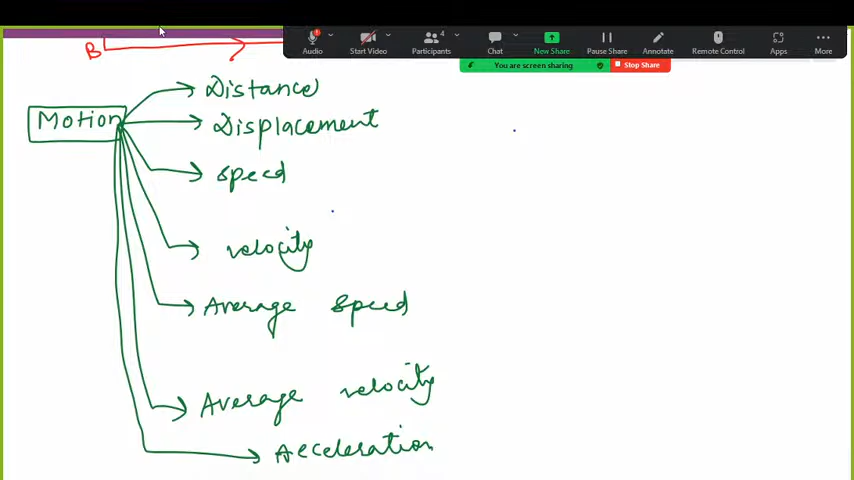 Audio
Start Video
Participants 4
Chat
New Share
Pause Share
Annotate
Remote Control
Apps
More
You are screen sharing
Stop Share
B
Distance
Motion
Displacement
speed
velocity
Average speed
Average velocity
Acceleration